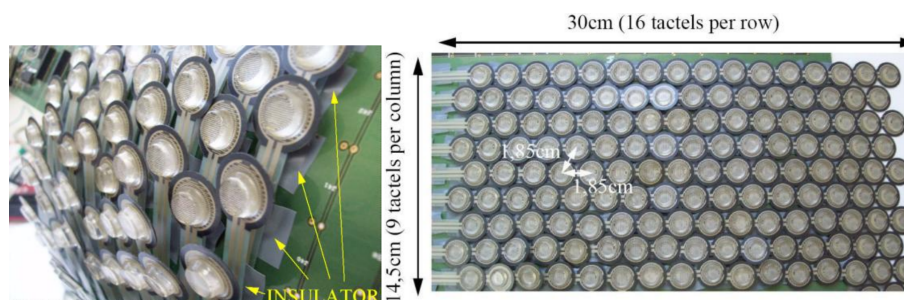 30cm (16 tactels per row)
14.5cm (9 tactels per column)
1.85cm
1.85cm
INSULATOR